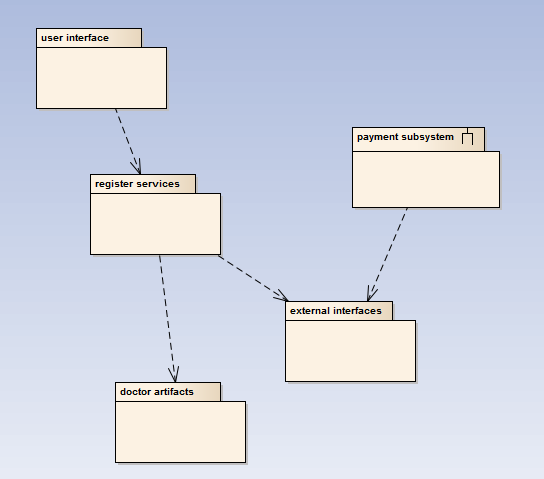 user interface
payment subsystem
register services
external interfaces
doctor artifacts